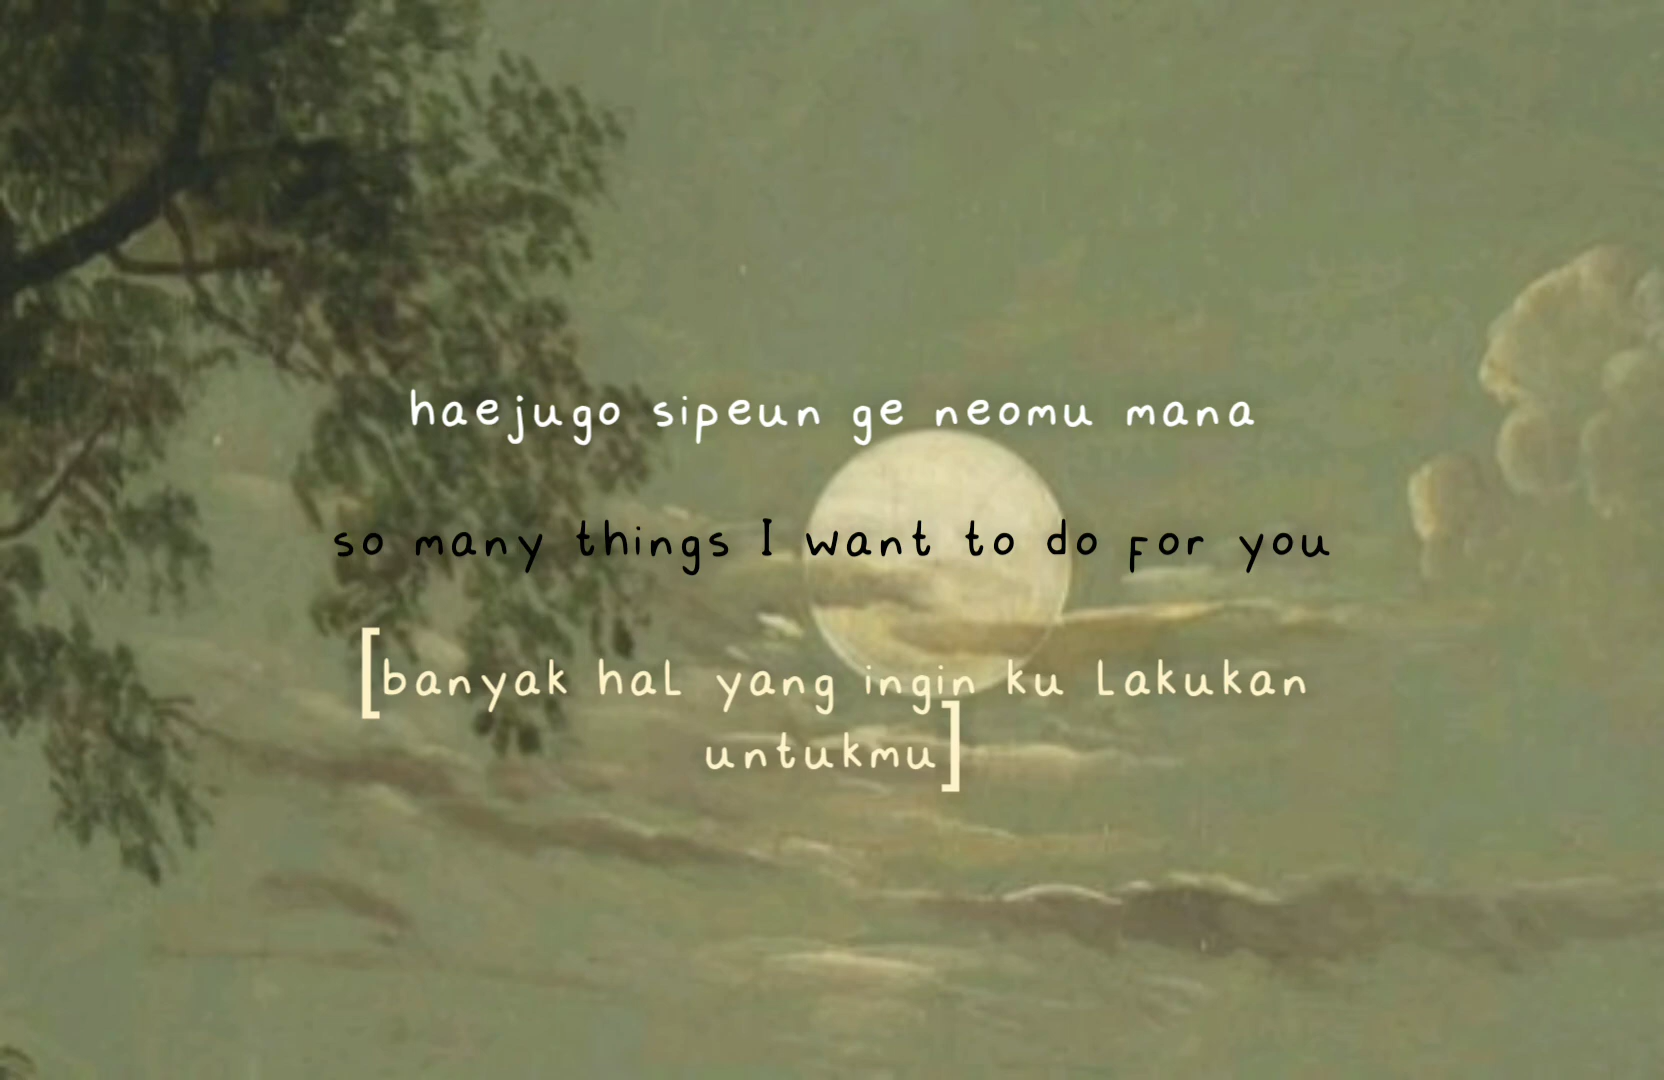 haejugo sipeun ge neomu mana
so many things I want to do for you
[banyak hal yang ingin ku lakukan
untukmu]